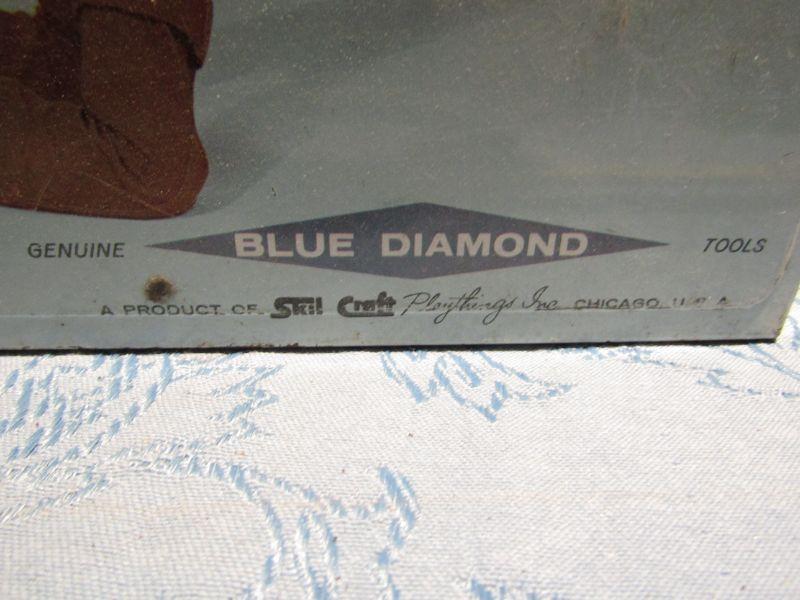 GENUINE BLUE DIAMOND TOOLS
A PRODUCT OF Skil Craft Playthings Inc CHICAGO, U.S.A.